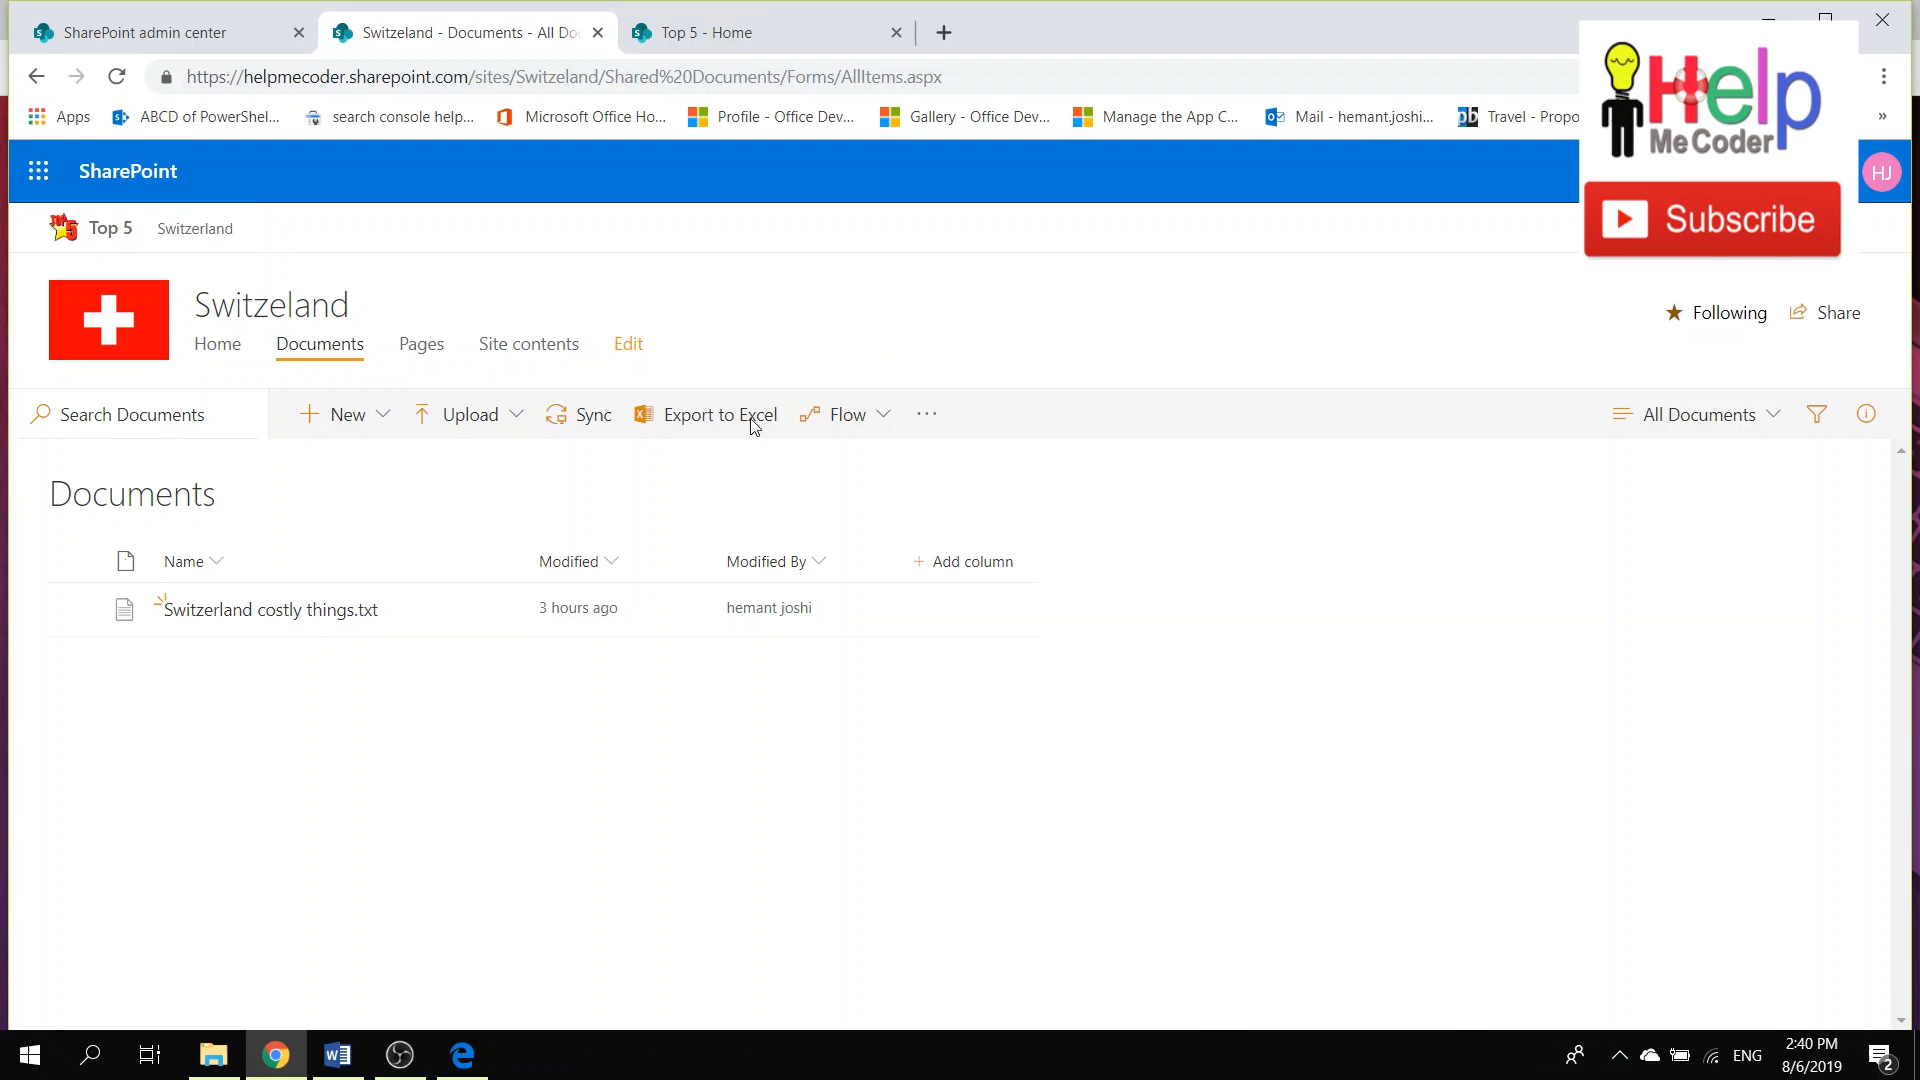 SharePoint admin center
Switzeland - Documents - All Do
Top 5 - Home
https://helpmecoder.sharepoint.com/sites/Switzeland/Shared%20Documents/Forms/AllItems.aspx
Apps
ABCD of PowerShel...
search console help...
Microsoft Office Ho...
Profile - Office Dev...
Gallery - Office Dev...
Manage the App C...
Mail - hemant.joshi...
Travel - Propo
»
Help
Me Coder
Subscribe
SharePoint
HJ
TOP 5
Top 5
Switzerland
Switzeland
Home
Documents
Pages
Site contents
Edit
Following
Share
Search Documents
New
Upload
Sync
Export to Excel
Flow
...
All Documents
Documents
Name
Modified
Modified By
+ Add column
Switzerland costly things.txt
3 hours ago
hemant joshi
ENG
2:40 PM
8/6/2019
2